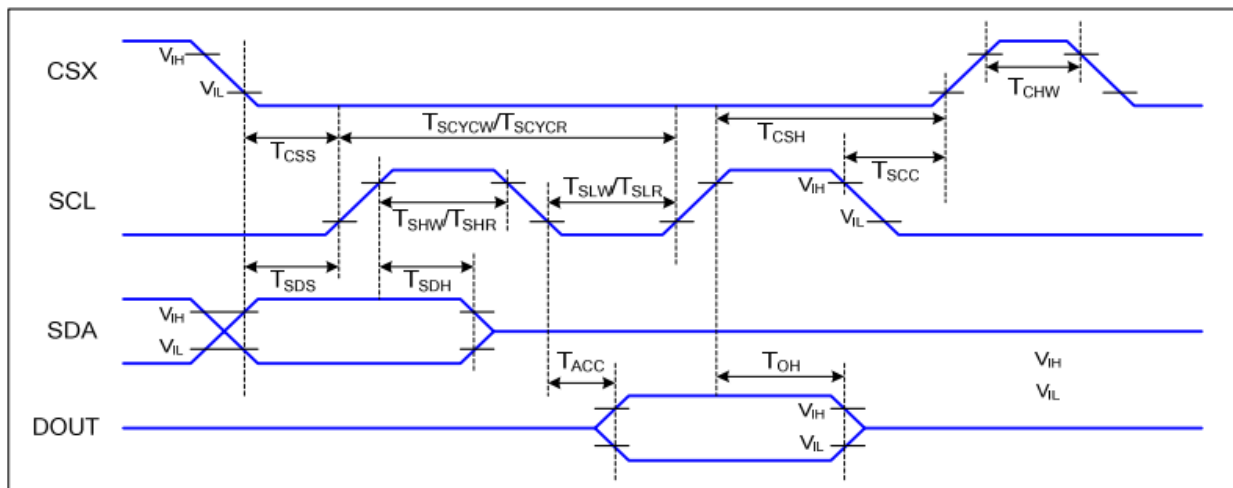 CSX
VIH
VIL
TCHW
TSCYCW/TSCYCR
TCSS
TCSH
TSCC
SCL
TSLW/TSLR
VIH
VIL
TSHW/TSHR
TSDS
TSDH
SDA
VIH
VIL
TACC
TOH
VIH
VIL
DOUT
VIH
VIL